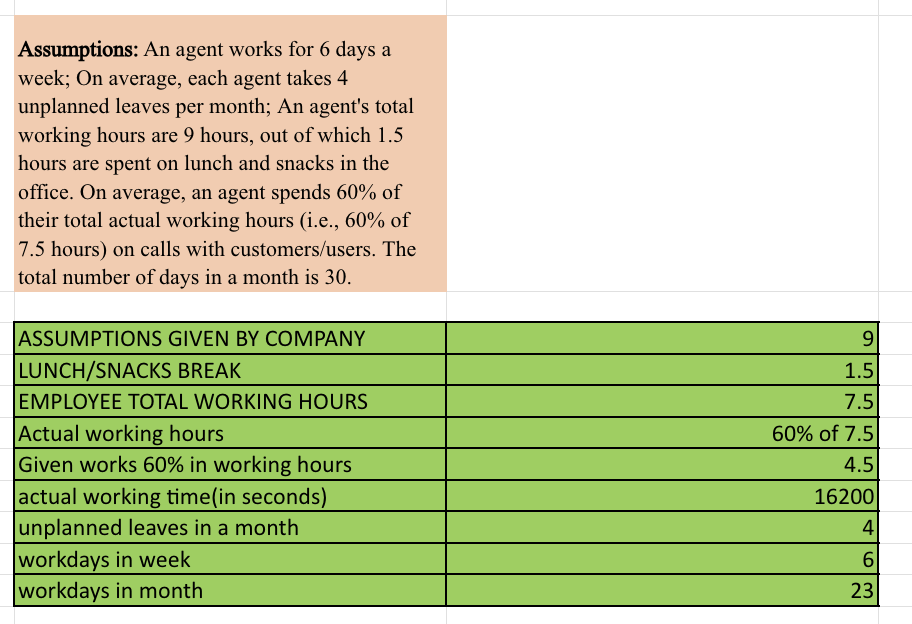 Assumptions: An agent works for 6 days a
week; On average, each agent takes 4
unplanned leaves per month; An agent's total
working hours are 9 hours, out of which 1.5
hours are spent on lunch and snacks in the
office. On average, an agent spends 60% of
their total actual working hours (i.e., 60% of
7.5 hours) on calls with customers/users. The
total number of days in a month is 30.
ASSUMPTIONS GIVEN BY COMPANY 9
LUNCH/SNACKS BREAK 1.5
EMPLOYEE TOTAL WORKING HOURS 7.5
Actual working hours 60% of 7.5
Given works 60% in working hours 4.5
actual working time(in seconds) 16200
unplanned leaves in a month 4
workdays in week 6
workdays in month 23